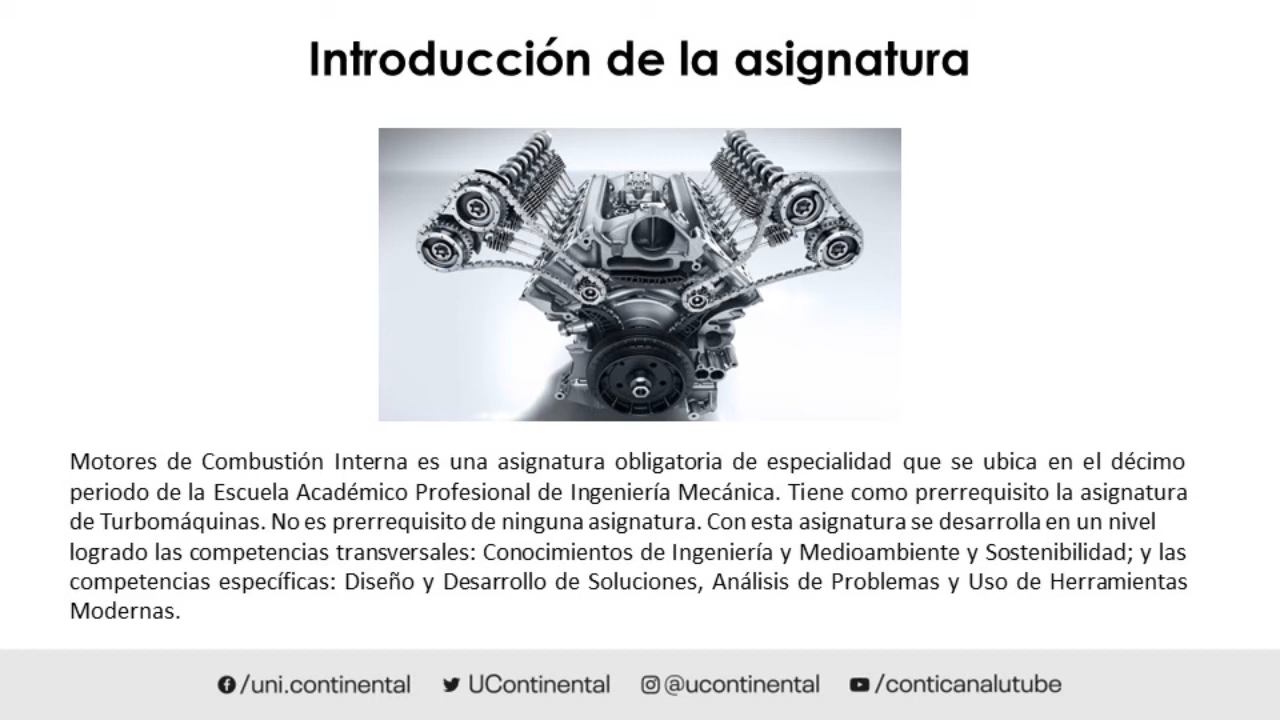 Introducción de la asignatura
Motores de Combustión Interna es una asignatura obligatoria de especialidad que se ubica en el décimo
periodo de la Escuela Académico Profesional de Ingeniería Mecánica. Tiene como prerrequisito la asignatura
de Turbomáquinas. No es prerrequisito de ninguna asignatura. Con esta asignatura se desarrolla en un nivel
logrado las competencias transversales: Conocimientos de Ingeniería y Medioambiente y Sostenibilidad; y las
competencias específicas: Diseño y Desarrollo de Soluciones, Análisis de Problemas y Uso de Herramientas
Modernas.
/uni.continental UContinental @ucontinental /conticanalutube